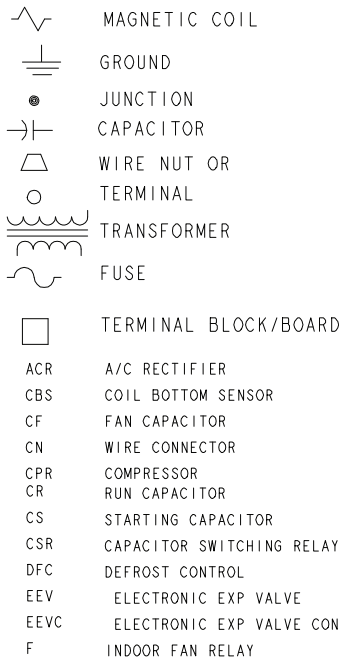 MAGNETIC COIL
GROUND
JUNCTION
CAPACITOR
WIRE NUT OR
TERMINAL
TRANSFORMER
FUSE
TERMINAL BLOCK/BOARD
ACR A/C RECTIFIER
CBS COIL BOTTOM SENSOR
CF FAN CAPACITOR
CN WIRE CONNECTOR
CPR COMPRESSOR
CR RUN CAPACITOR
CS STARTING CAPACITOR
CSR CAPACITOR SWITCHING RELAY
DFC DEFROST CONTROL
EEV ELECTRONIC EXP VALVE
EEVC ELECTRONIC EXP VALVE CON
F INDOOR FAN RELAY